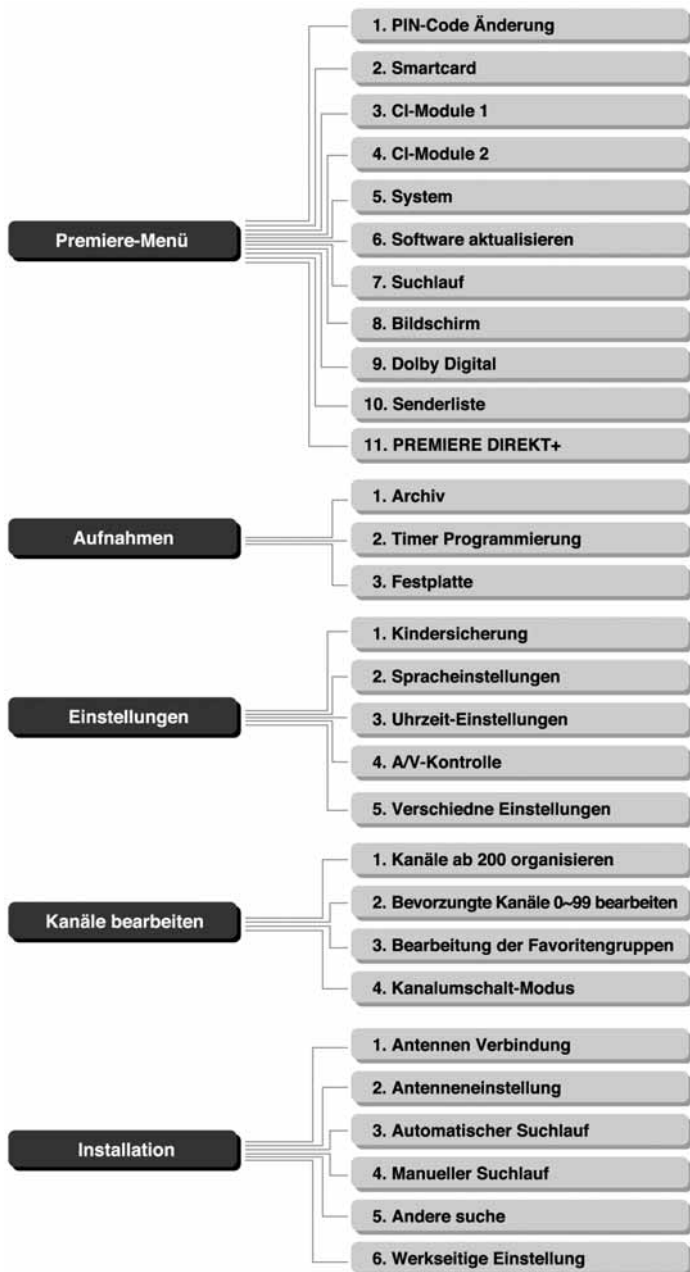 Premiere-Menü
1. PIN-Code Änderung
2. Smartcard
3. CI-Module 1
4. CI-Module 2
5. System
6. Software aktualisieren
7. Suchlauf
8. Bildschirm
9. Dolby Digital
10. Senderliste
11. PREMIERE DIREKT+
Aufnahmen
1. Archiv
2. Timer Programmierung
3. Festplatte
Einstellungen
1. Kindersicherung
2. Spracheinstellungen
3. Uhrzeit-Einstellungen
4. A/V-Kontrolle
5. Verschiedne Einstellungen
Kanäle bearbeiten
1. Kanäle ab 200 organisieren
2. Bevorzungte Kanäle 0~99 bearbeiten
3. Bearbeitung der Favoritengruppen
4. Kanalumschalt-Modus
Installation
1. Antennen Verbindung
2. Antenneneinstellung
3. Automatischer Suchlauf
4. Manueller Suchlauf
5. Andere suche
6. Werkseitige Einstellung